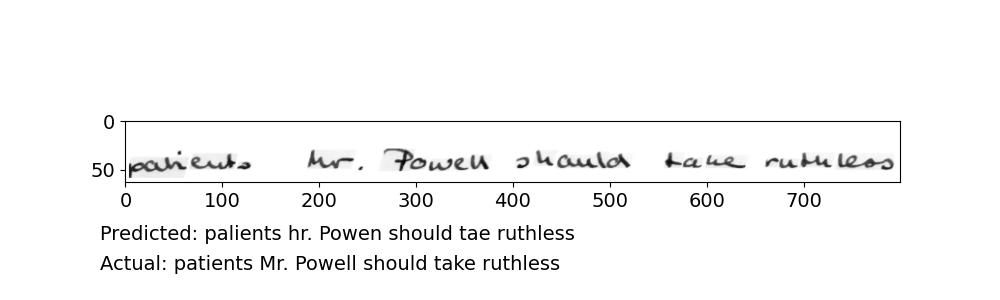 0
patients Mr. Powell should take ruthless
50
0 100 200 300 400 500 600 700
Predicted: palients hr. Powen should tae ruthless
Actual: patients Mr. Powell should take ruthless